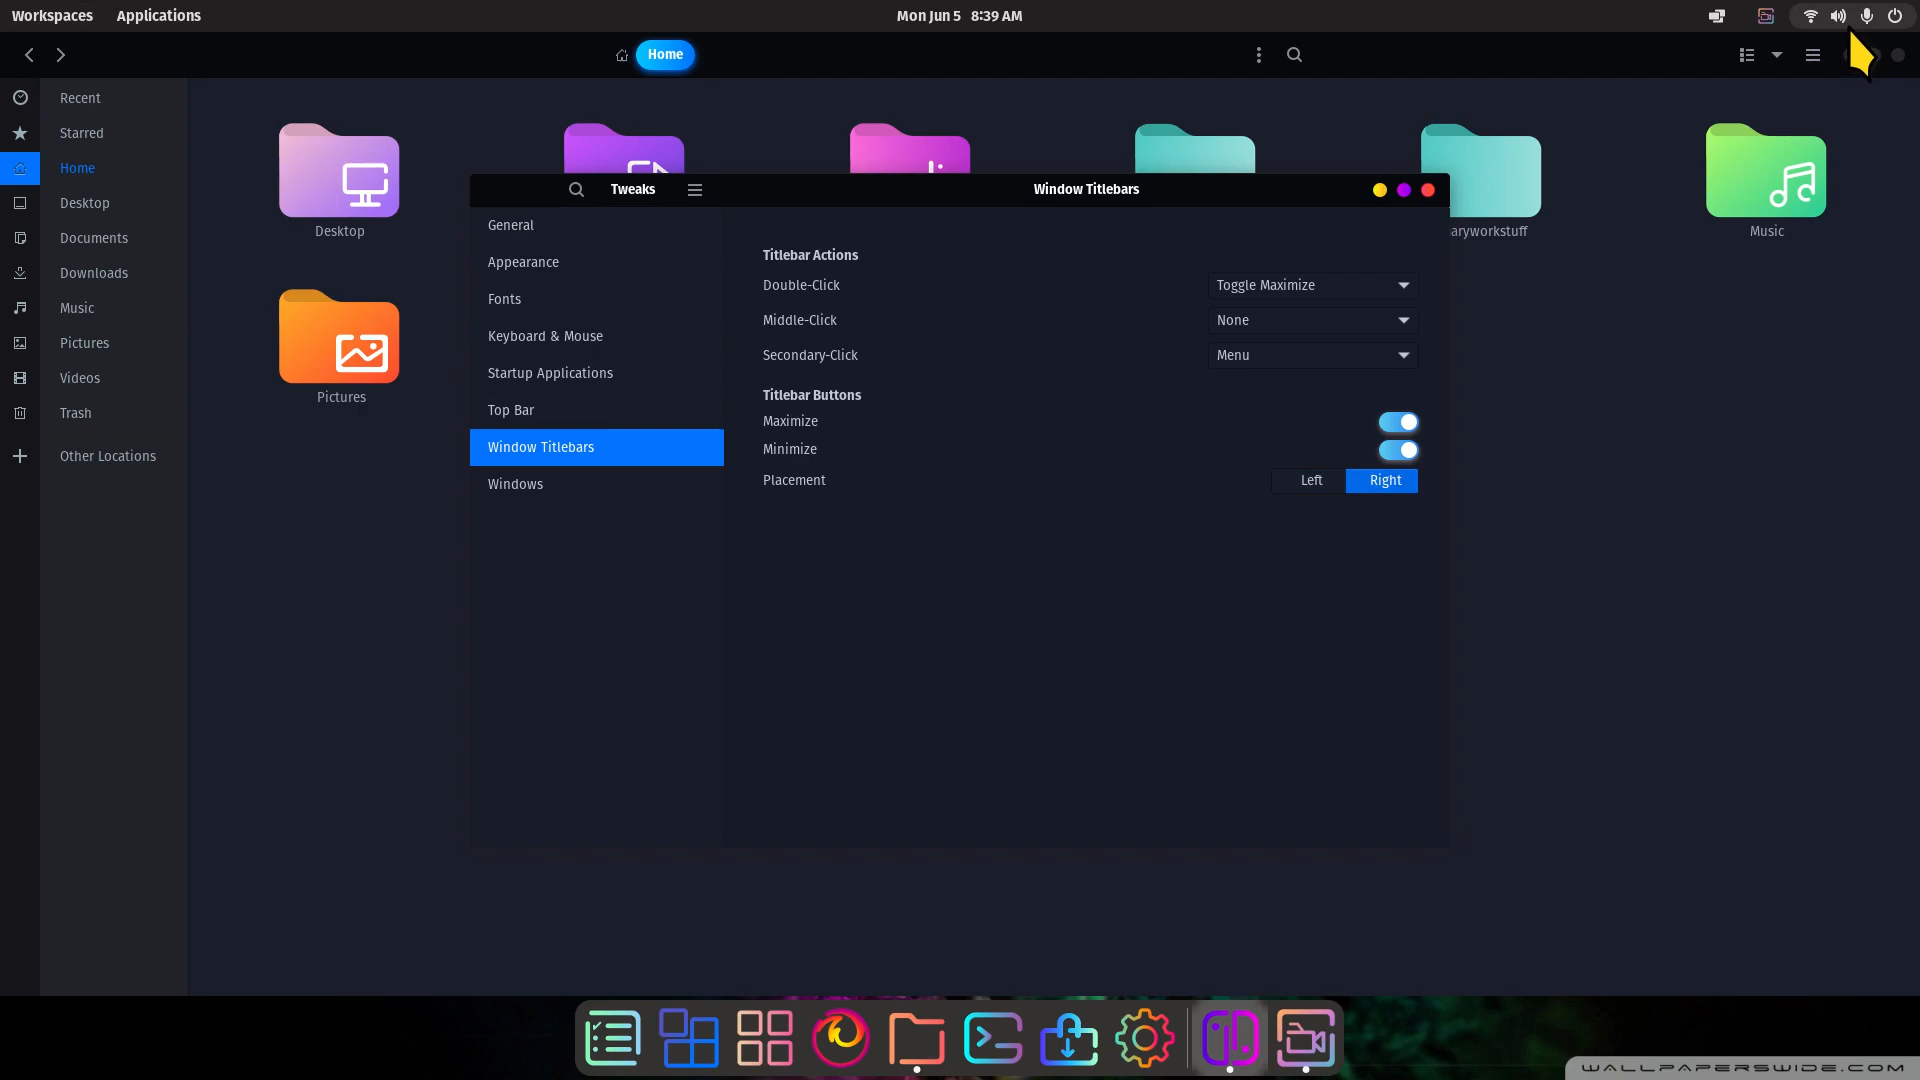 Workspaces Applications Mon Jun 5 8:39 AM
Home
Recent
Starred
Home
Desktop
Documents
Downloads
Music
Pictures
Videos
Trash
Other Locations
Desktop
aryworkstuff
Music
Pictures
Tweaks
Window Titlebars
General
Appearance
Fonts
Keyboard & Mouse
Startup Applications
Top Bar
Window Titlebars
Windows
Titlebar Actions
Double-Click Toggle Maximize
Middle-Click None
Secondary-Click Menu
Titlebar Buttons
Maximize
Minimize
Placement Left Right
WALLPAPERSWIDE.COM